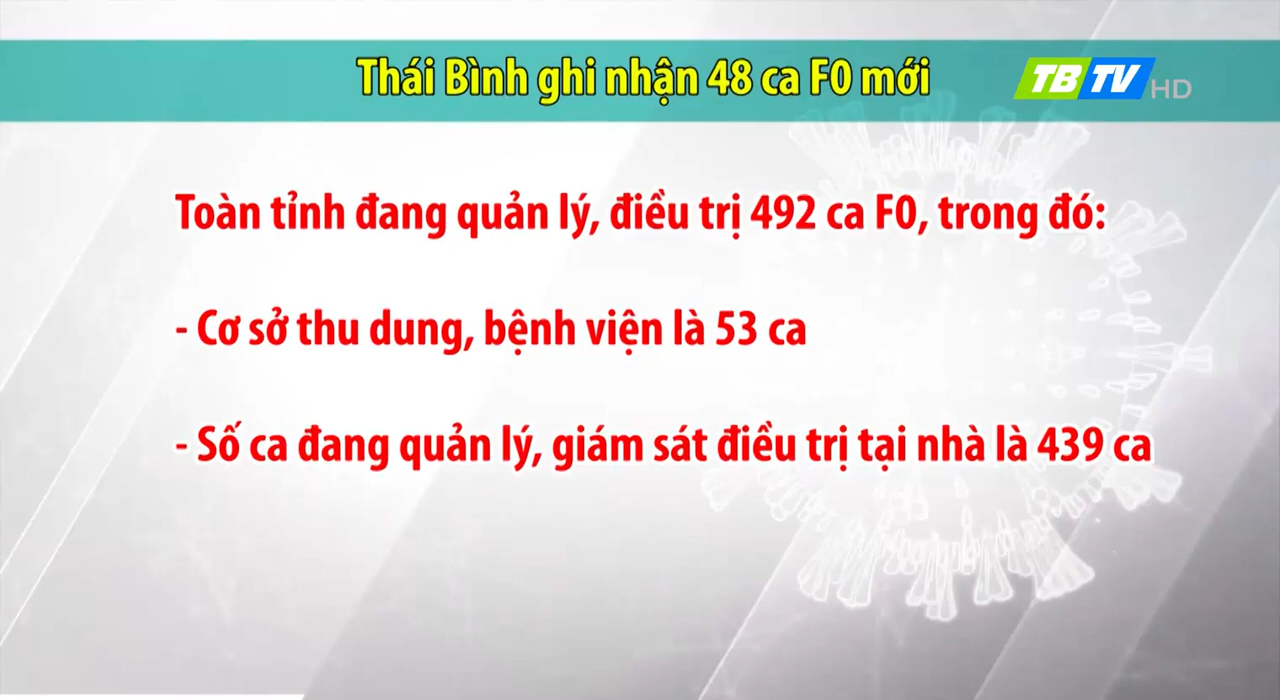 Thái Bình ghi nhận 48 ca F0 mới
TBTV HD
Toàn tỉnh đang quản lý, điều trị 492 ca F0, trong đó:
- Cơ sở thu dung, bệnh viện là 53 ca
- Số ca đang quản lý, giám sát điều trị tại nhà là 439 ca